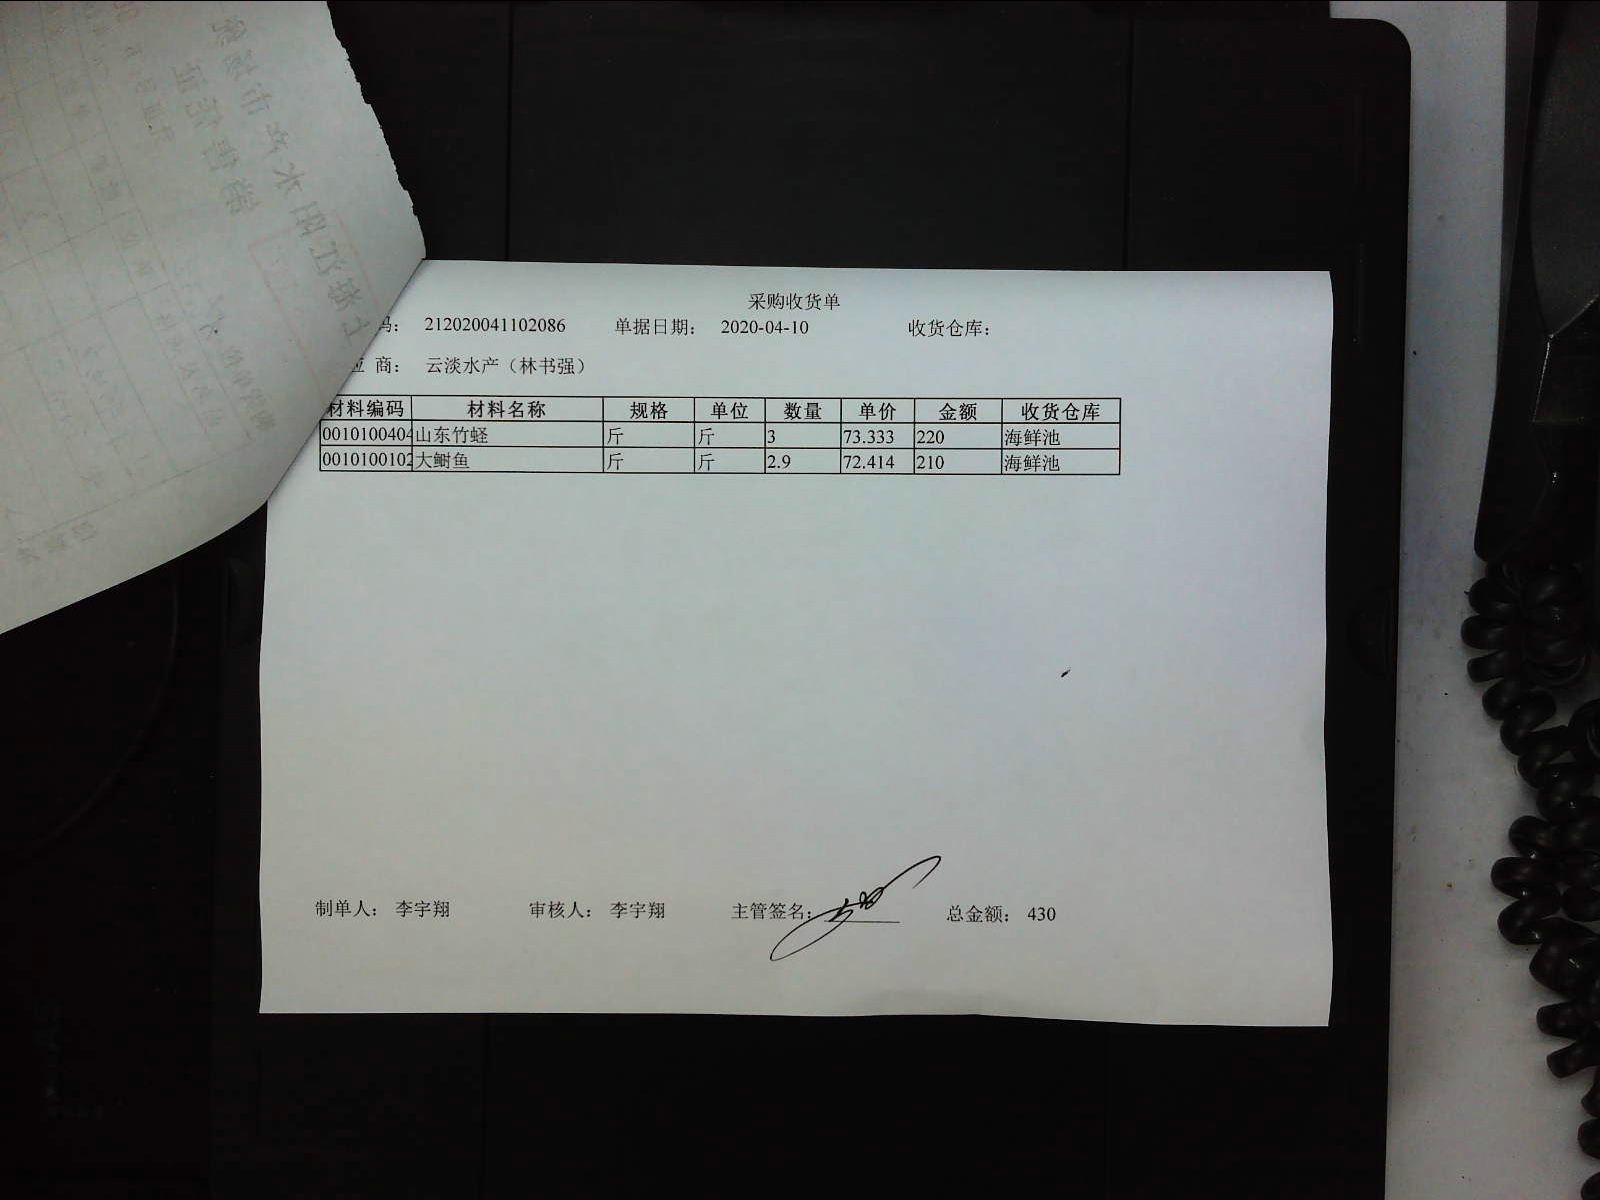 采购收货单
码： 212020041102086 单据日期： 2020-04-10 收货仓库：
应 商： 云淡水产（林书强）
材料编码 材料名称 规格 单位 数量 单价 金额 收货仓库
0010100404 山东竹蛏 斤 斤 3 73.333 220 海鲜池
0010100102 大鲋鱼 斤 斤 2.9 72.414 210 海鲜池
制单人： 李宇翔 审核人： 李宇翔 主管签名： 总金额： 430